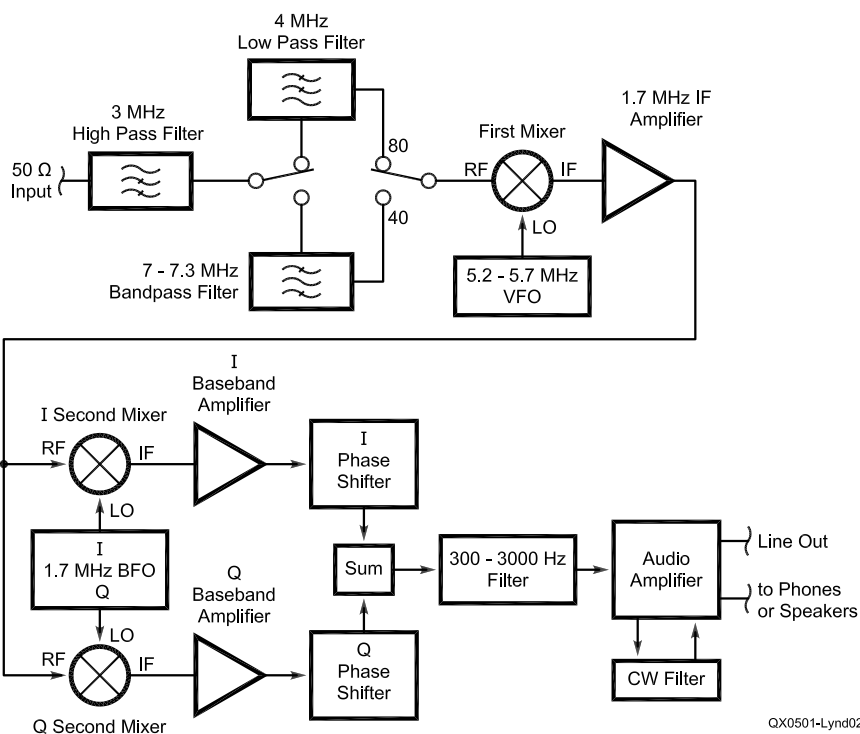 4 MHz
Low Pass Filter
3 MHz
High Pass Filter
50 Ω
Input
80
40
7 - 7.3 MHz
Bandpass Filter
First Mixer
RF
IF
LO
5.2 - 5.7 MHz
VFO
1.7 MHz IF
Amplifier
I
Baseband
Amplifier
I Second Mixer
RF
IF
LO
I
Phase
Shifter
I
1.7 MHz BFO
Q
Sum
300 - 3000 Hz
Filter
Audio
Amplifier
Line Out
to Phones
or Speakers
Q
Baseband
Amplifier
LO
RF
IF
Q
Phase
Shifter
CW Filter
Q Second Mixer
QX0501-Lynd02